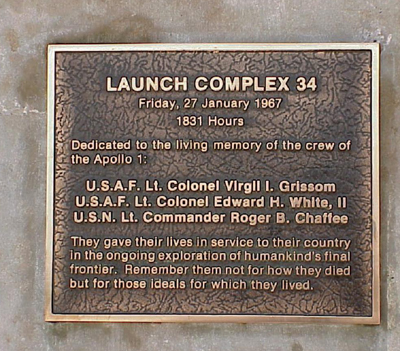 LAUNCH COMPLEX 34
Friday, 27 January 1967
1831 Hours
Dedicated to the living memory of the crew of
the Apollo 1:
U.S.A.F. Lt. Colonel Virgil I. Grissom
U.S.A.F. Lt. Colonel Edward H. White, II
U.S.N. Lt. Commander Roger B. Chaffee
They gave their lives in service to their country
in the ongoing exploration of humankind's final
frontier. Remember them not for how they died
but for those ideals for which they lived.